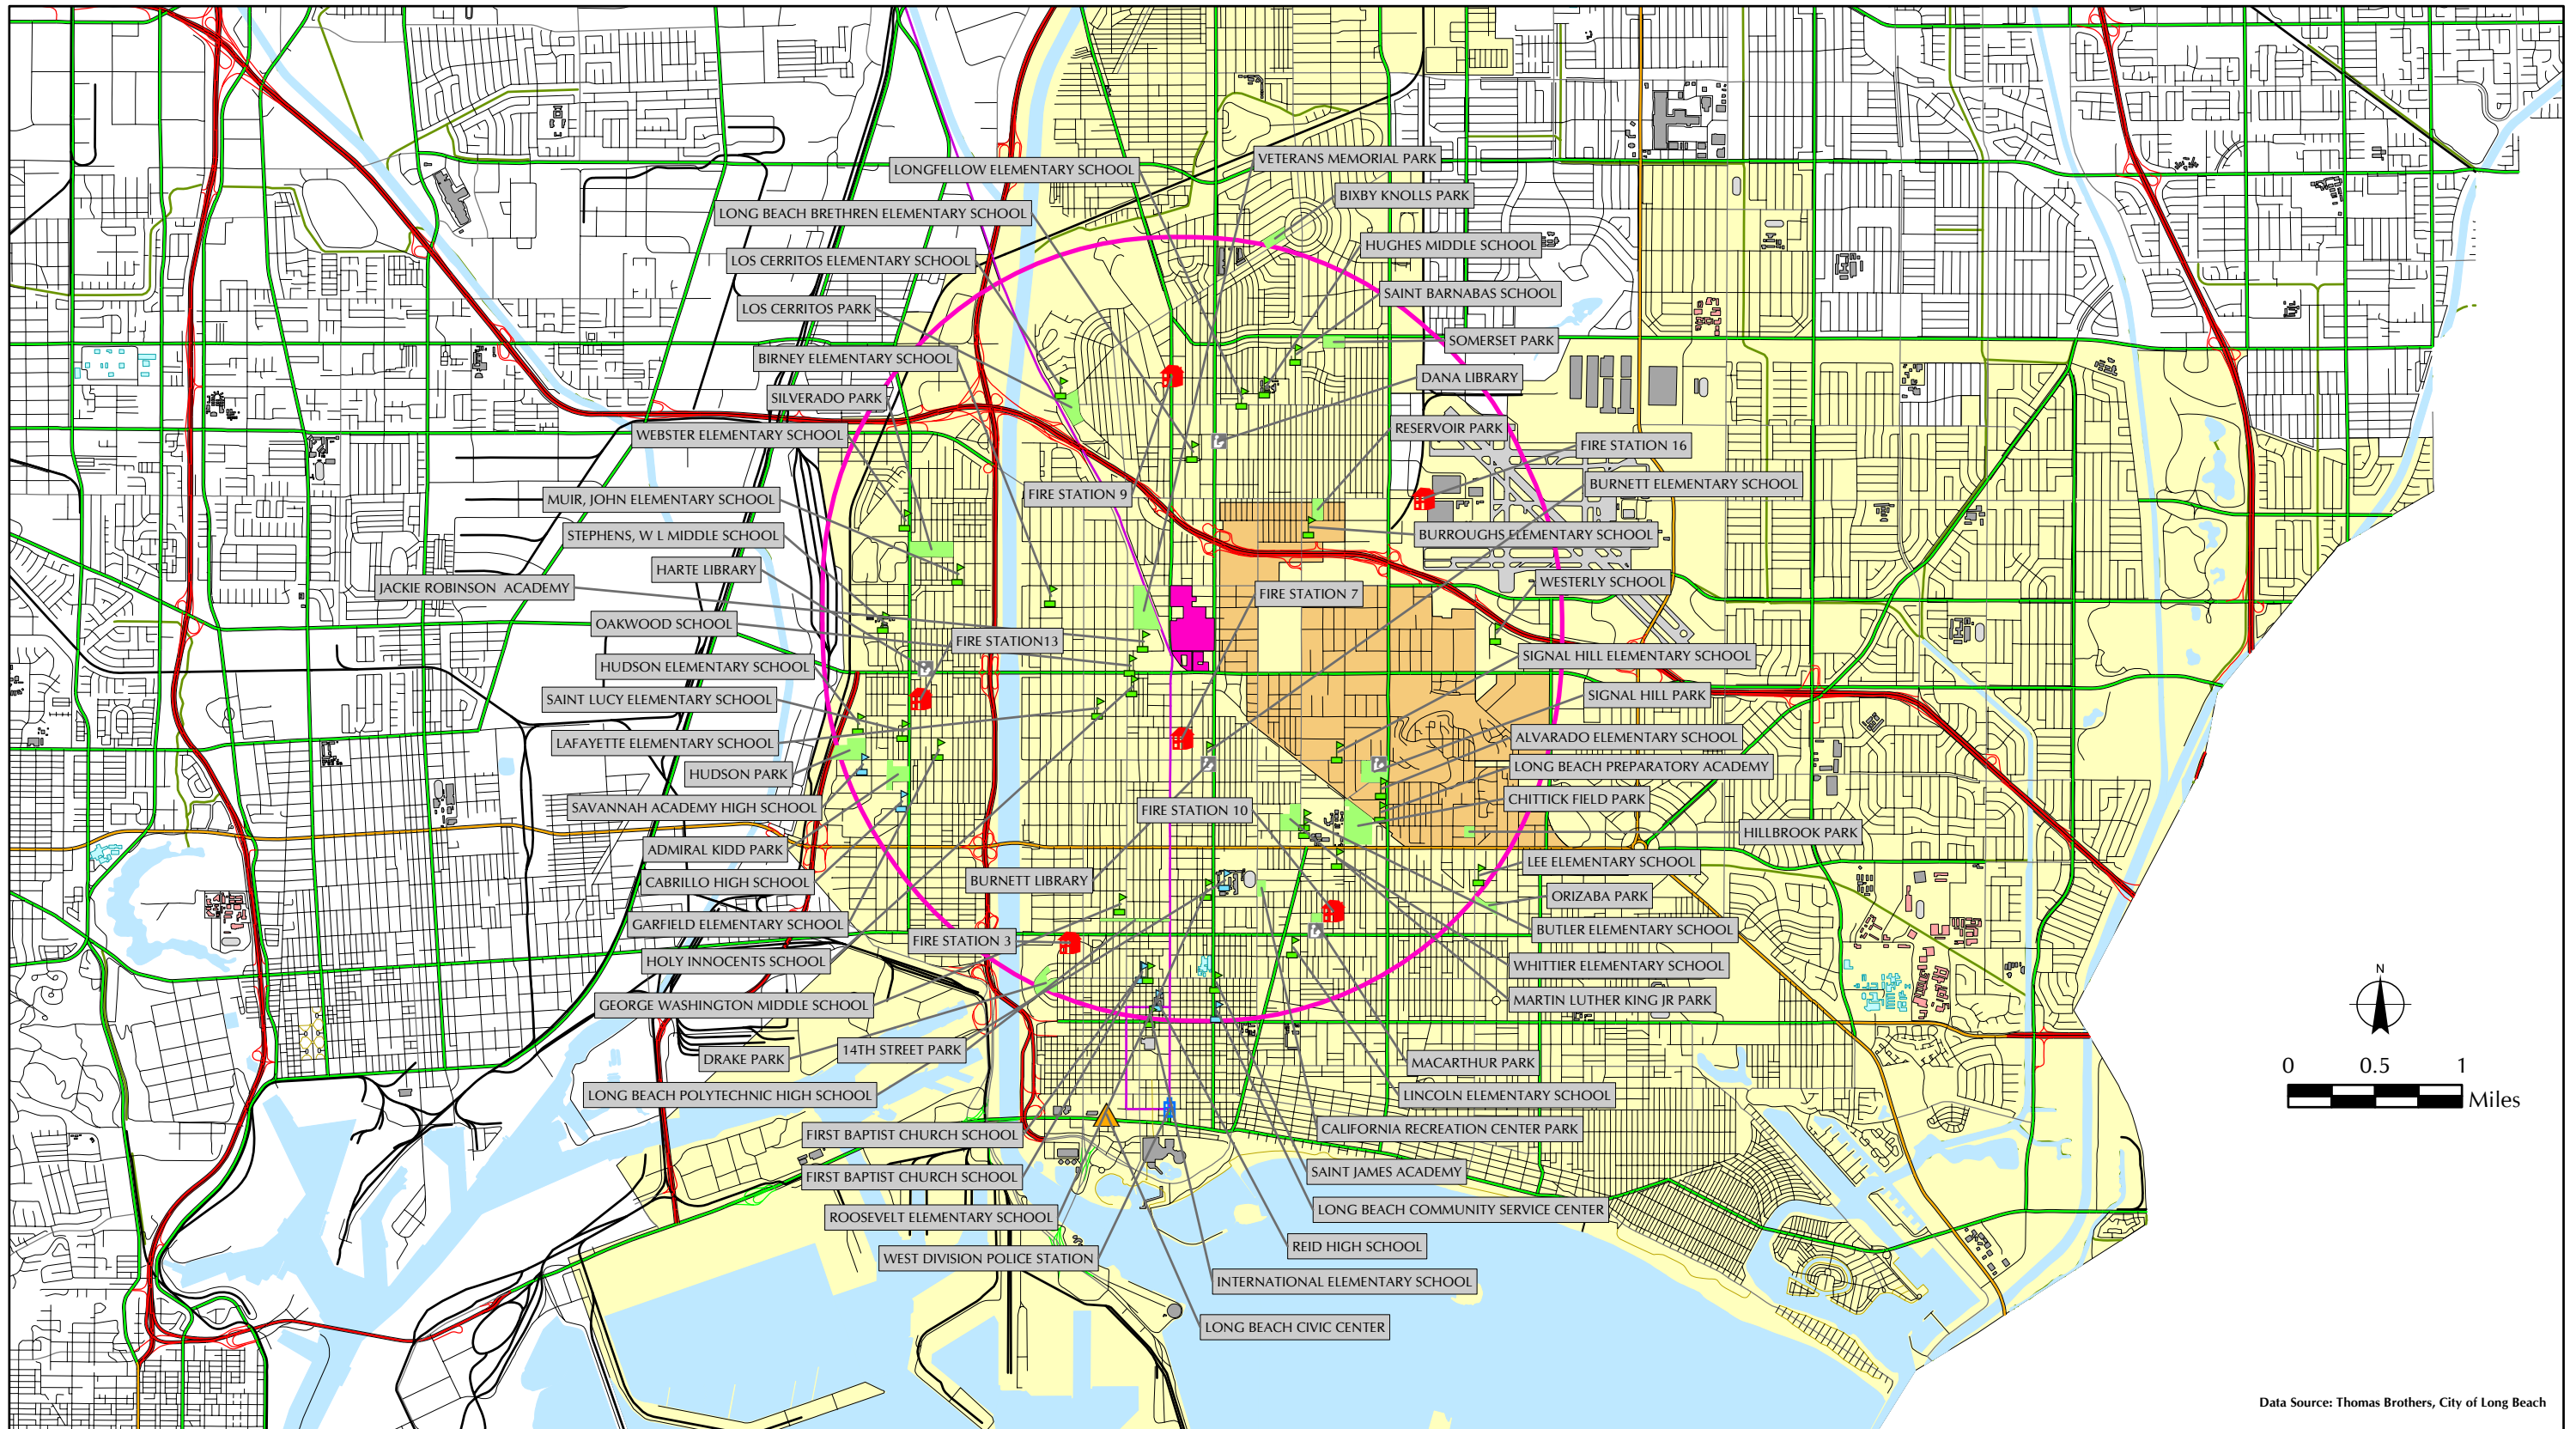 LONGFELLOW ELEMENTARY SCHOOL
VETERANS MEMORIAL PARK
BIXBY KNOLLS PARK
LONG BEACH BRETHREN ELEMENTARY SCHOOL
HUGHES MIDDLE SCHOOL
LOS CERRITOS ELEMENTARY SCHOOL
SAINT BARNABAS SCHOOL
LOS CERRITOS PARK
SOMERSET PARK
BIRNEY ELEMENTARY SCHOOL
DANA LIBRARY
SILVERADO PARK
RESERVOIR PARK
WEBSTER ELEMENTARY SCHOOL
FIRE STATION 16
BURNETT ELEMENTARY SCHOOL
FIRE STATION 9
MUIR, JOHN ELEMENTARY SCHOOL
STEPHENS, W L MIDDLE SCHOOL
BURROUGHS ELEMENTARY SCHOOL
HARTE LIBRARY
WESTERLY SCHOOL
JACKIE ROBINSON  ACADEMY
FIRE STATION 7
OAKWOOD SCHOOL
FIRE STATION13
SIGNAL HILL ELEMENTARY SCHOOL
HUDSON ELEMENTARY SCHOOL
SIGNAL HILL PARK
SAINT LUCY ELEMENTARY SCHOOL
ALVARADO ELEMENTARY SCHOOL
LAFAYETTE ELEMENTARY SCHOOL
LONG BEACH PREPARATORY ACADEMY
HUDSON PARK
CHITTICK FIELD PARK
SAVANNAH ACADEMY HIGH SCHOOL
FIRE STATION 10
HILLBROOK PARK
ADMIRAL KIDD PARK
LEE ELEMENTARY SCHOOL
CABRILLO HIGH SCHOOL
BURNETT LIBRARY
ORIZABA PARK
GARFIELD ELEMENTARY SCHOOL
BUTLER ELEMENTARY SCHOOL
FIRE STATION 3
HOLY INNOCENTS SCHOOL
WHITTIER ELEMENTARY SCHOOL
N
GEORGE WASHINGTON MIDDLE SCHOOL
MARTIN LUTHER KING JR PARK
14TH STREET PARK
DRAKE PARK
MACARTHUR PARK
0 0.5 1
LONG BEACH POLYTECHNIC HIGH SCHOOL
LINCOLN ELEMENTARY SCHOOL
Miles
CALIFORNIA RECREATION CENTER PARK
FIRST BAPTIST CHURCH SCHOOL
SAINT JAMES ACADEMY
FIRST BAPTIST CHURCH SCHOOL
LONG BEACH COMMUNITY SERVICE CENTER
ROOSEVELT ELEMENTARY SCHOOL
REID HIGH SCHOOL
WEST DIVISION POLICE STATION
INTERNATIONAL ELEMENTARY SCHOOL
LONG BEACH CIVIC CENTER
Data Source: Thomas Brothers, City of Long Beach